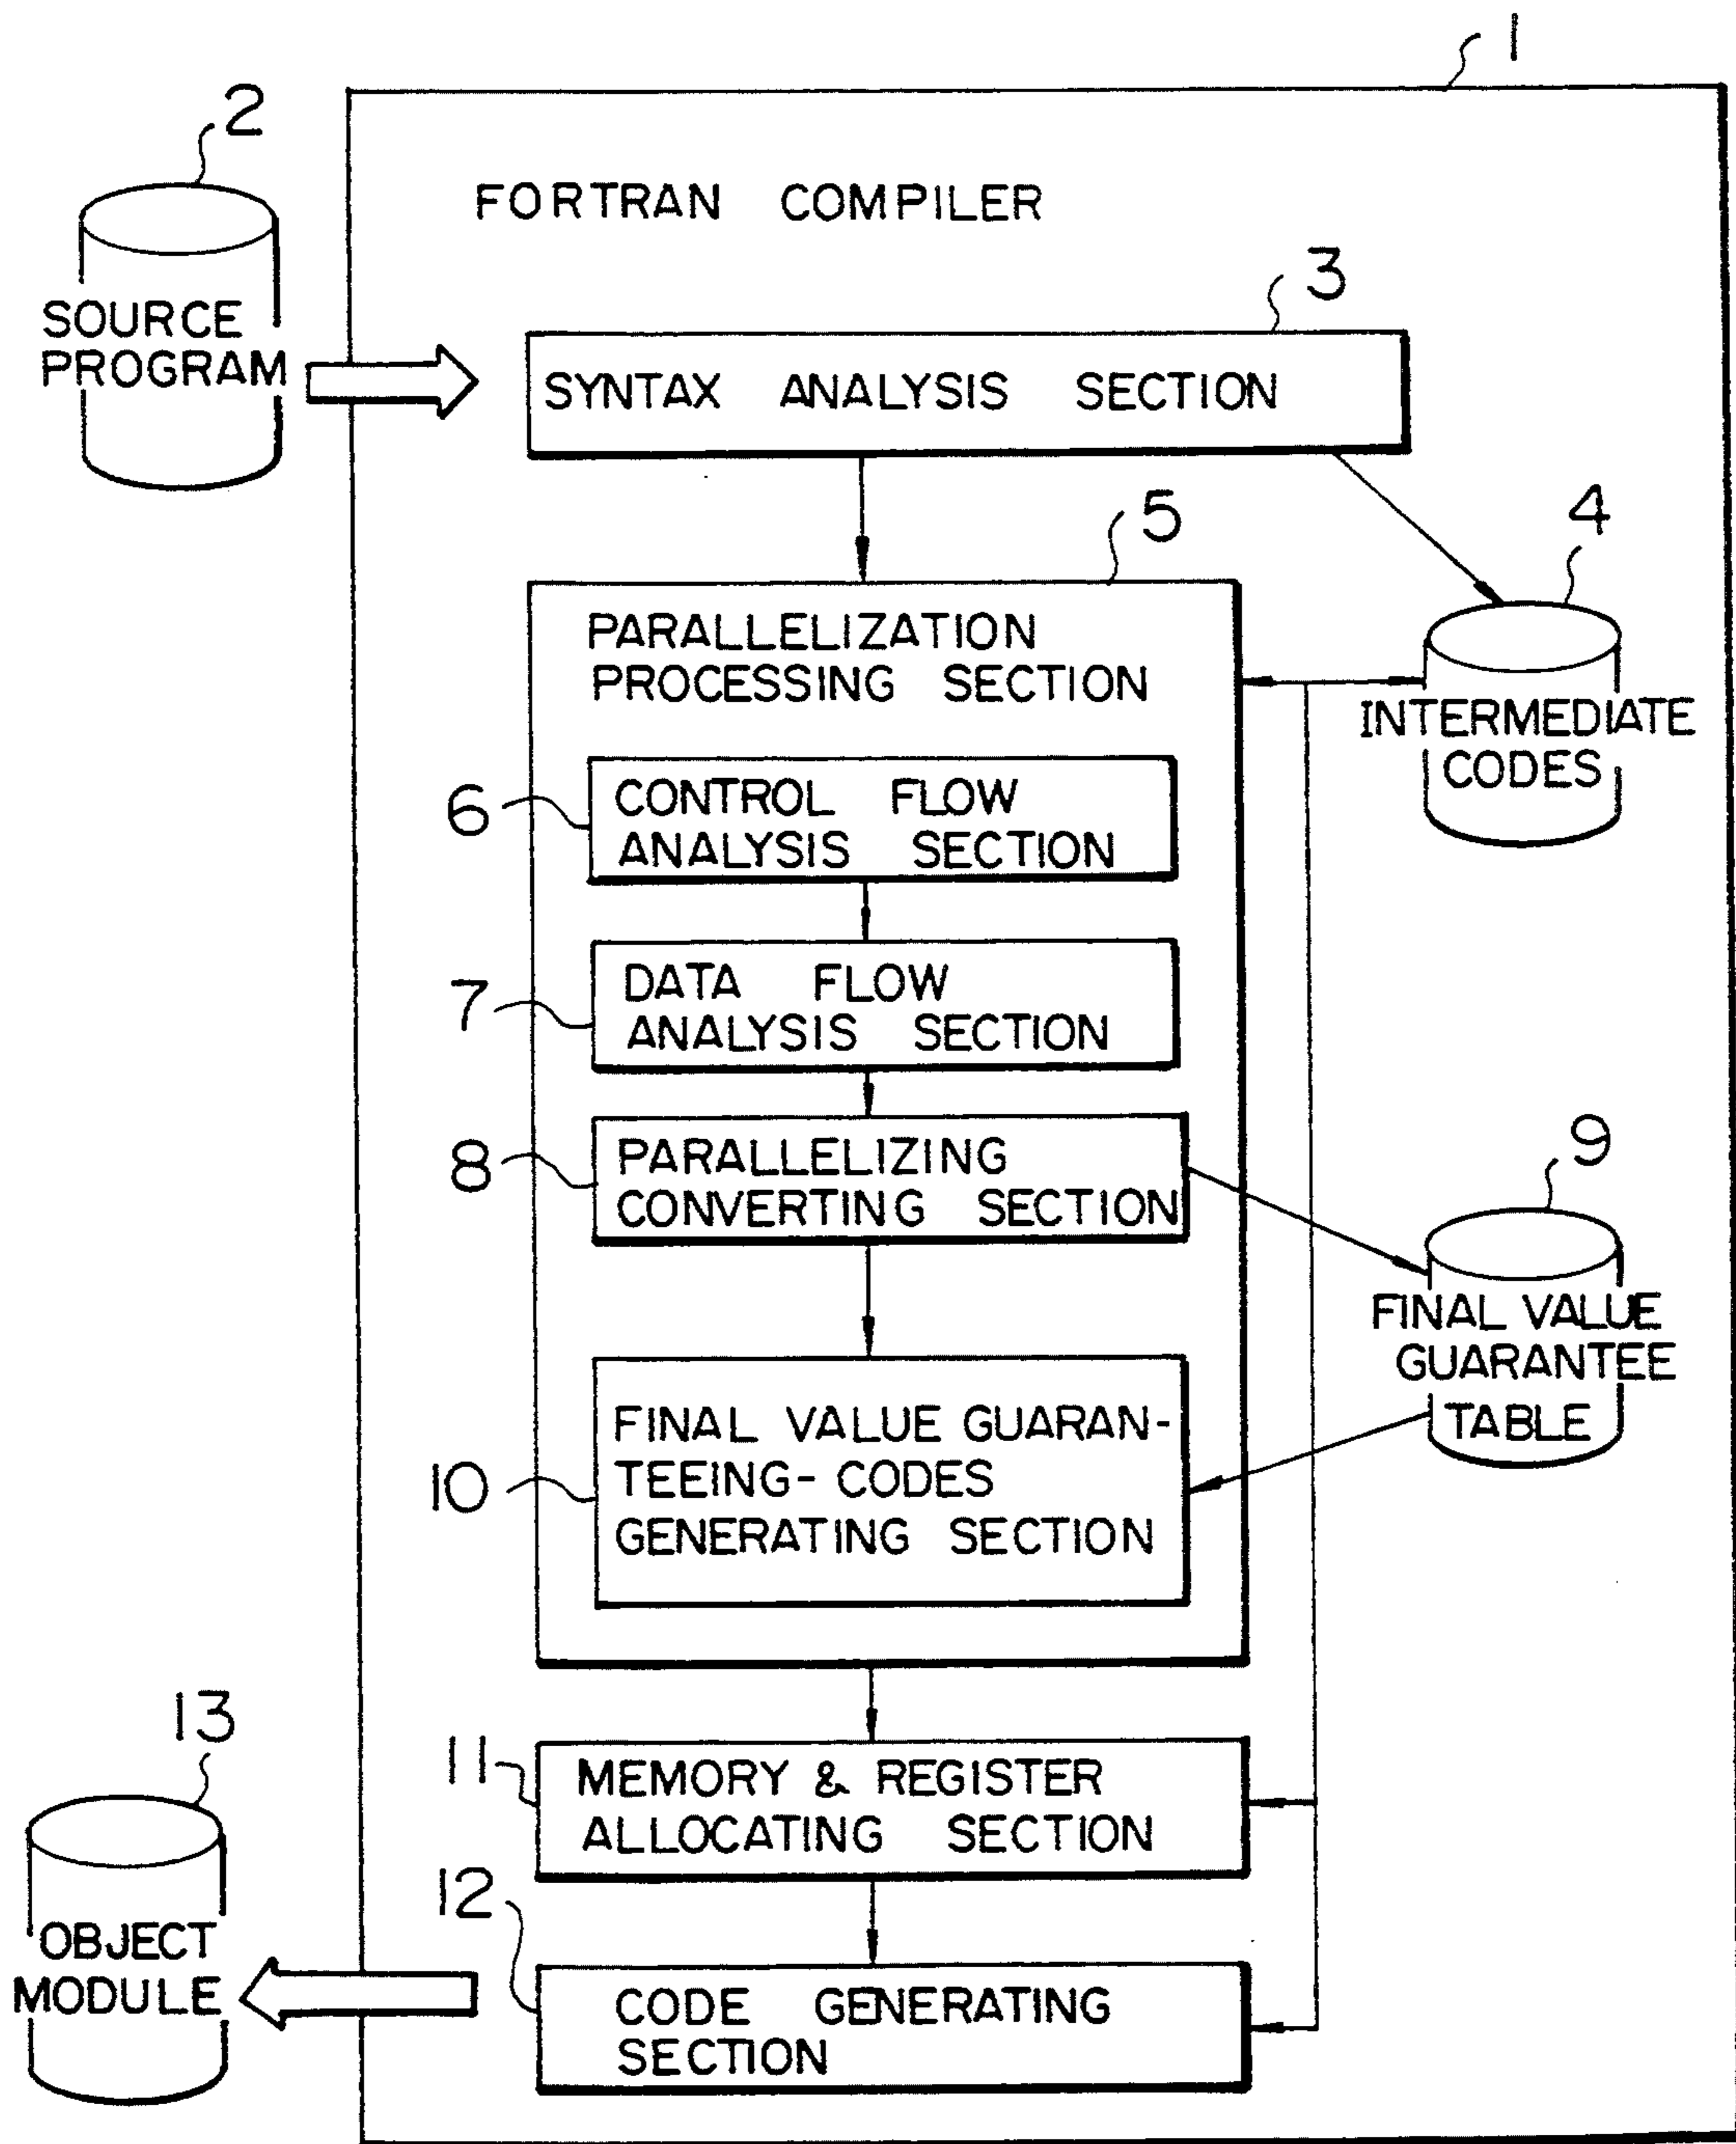 1
2
FORTRAN COMPILER
3
SOURCE
PROGRAM
SYNTAX ANALYSIS SECTION
4
5
PARALLELIZATION
PROCESSING SECTION
INTERMEDIATE
CODES
6
CONTROL FLOW
ANALYSIS SECTION
7
DATA FLOW
ANALYSIS SECTION
8
PARALLELIZING
CONVERTING SECTION
9
FINAL VALUE
GUARANTEE
TABLE
10
FINAL VALUE GUARAN-
TEEING- CODES
GENERATING SECTION
13
11
MEMORY & REGISTER
ALLOCATING SECTION
12
OBJECT
MODULE
CODE GENERATING
SECTION